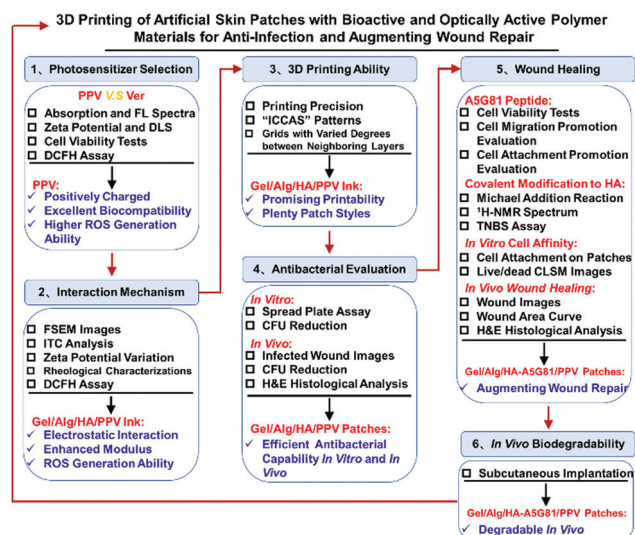 3D Printing of Artificial Skin Patches with Bioactive and Optically Active Polymer
Materials for Anti-Infection and Augmenting Wound Repair
1、Photosensitizer Selection
PPV V.S Ver
Absorption and FL Spectra
Zeta Potential and DLS
Cell Viability Tests
DCFH Assay
PPV:
Positively Charged
Excellent Biocompatibility
Higher ROS Generation
Ability
2、Interaction Mechanism
FSEM Images
ITC Analysis
Zeta Potential Variation
Rheological Characterizations
DCFH Assay
Gel/Alg/HA/PPV Ink:
Electrostatic Interaction
Enhanced Modulus
ROS Generation Ability
3、3D Printing Ability
Printing Precision
“ICCAS” Patterns
Grids with Varied Degrees
between Neighboring Layers
Gel/Alg/HA/PPV Ink:
Promising Printability
Plenty Patch Styles
4、Antibacterial Evaluation
In Vitro:
Spread Plate Assay
CFU Reduction
In Vivo:
Infected Wound Images
CFU Reduction
H&E Histological Analysis
Gel/Alg/HA/PPV Patches:
Efficient Antibacterial
Capability In Vitro and In
Vivo
5、Wound Healing
A5G81 Peptide:
Cell Viability Tests
Cell Migration Promotion
Evaluation
Cell Attachment Promotion
Evaluation
Covalent Modification to HA:
Michael Addition Reaction
¹H-NMR Spectrum
TNBS Assay
In Vitro Cell Affinity:
Cell Attachment on Patches
Live/dead CLSM Images
In Vivo Wound Healing:
Wound Images
Wound Area Curve
H&E Histological Analysis
Gel/Alg/HA-A5G81/PPV Patches:
Augmenting Wound Repair
6、In Vivo Biodegradability
Subcutaneous Implantation
Gel/Alg/HA-A5G81/PPV Patches:
Degradable In Vivo